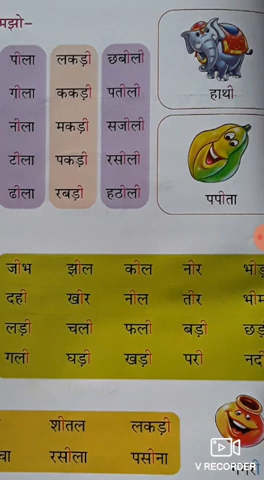 मझो–
पीला लकड़ी छबीली
गीला ककड़ी पतीली
नीला मकड़ी सजीली
टीला पकड़ी रसीली
ढीला रबड़ी हठीली
हाथी
पपीता
जीभ झील कील नीर
दही खीर नील तीर
लड़ी चली फली बड़ी
गली घड़ी खड़ी परी
शीतल लकड़ी
रसीला पसीना
V RECORDER